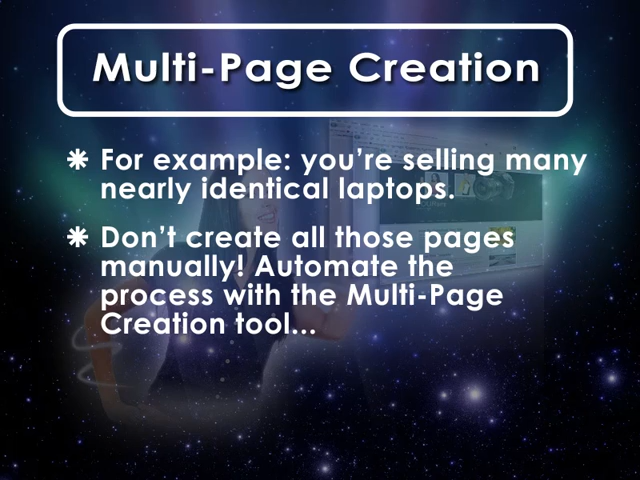 Multi-Page Creation
For example: you’re selling many
nearly identical laptops.
Don’t create all those pages
manually! Automate the
process with the Multi-Page
Creation tool...